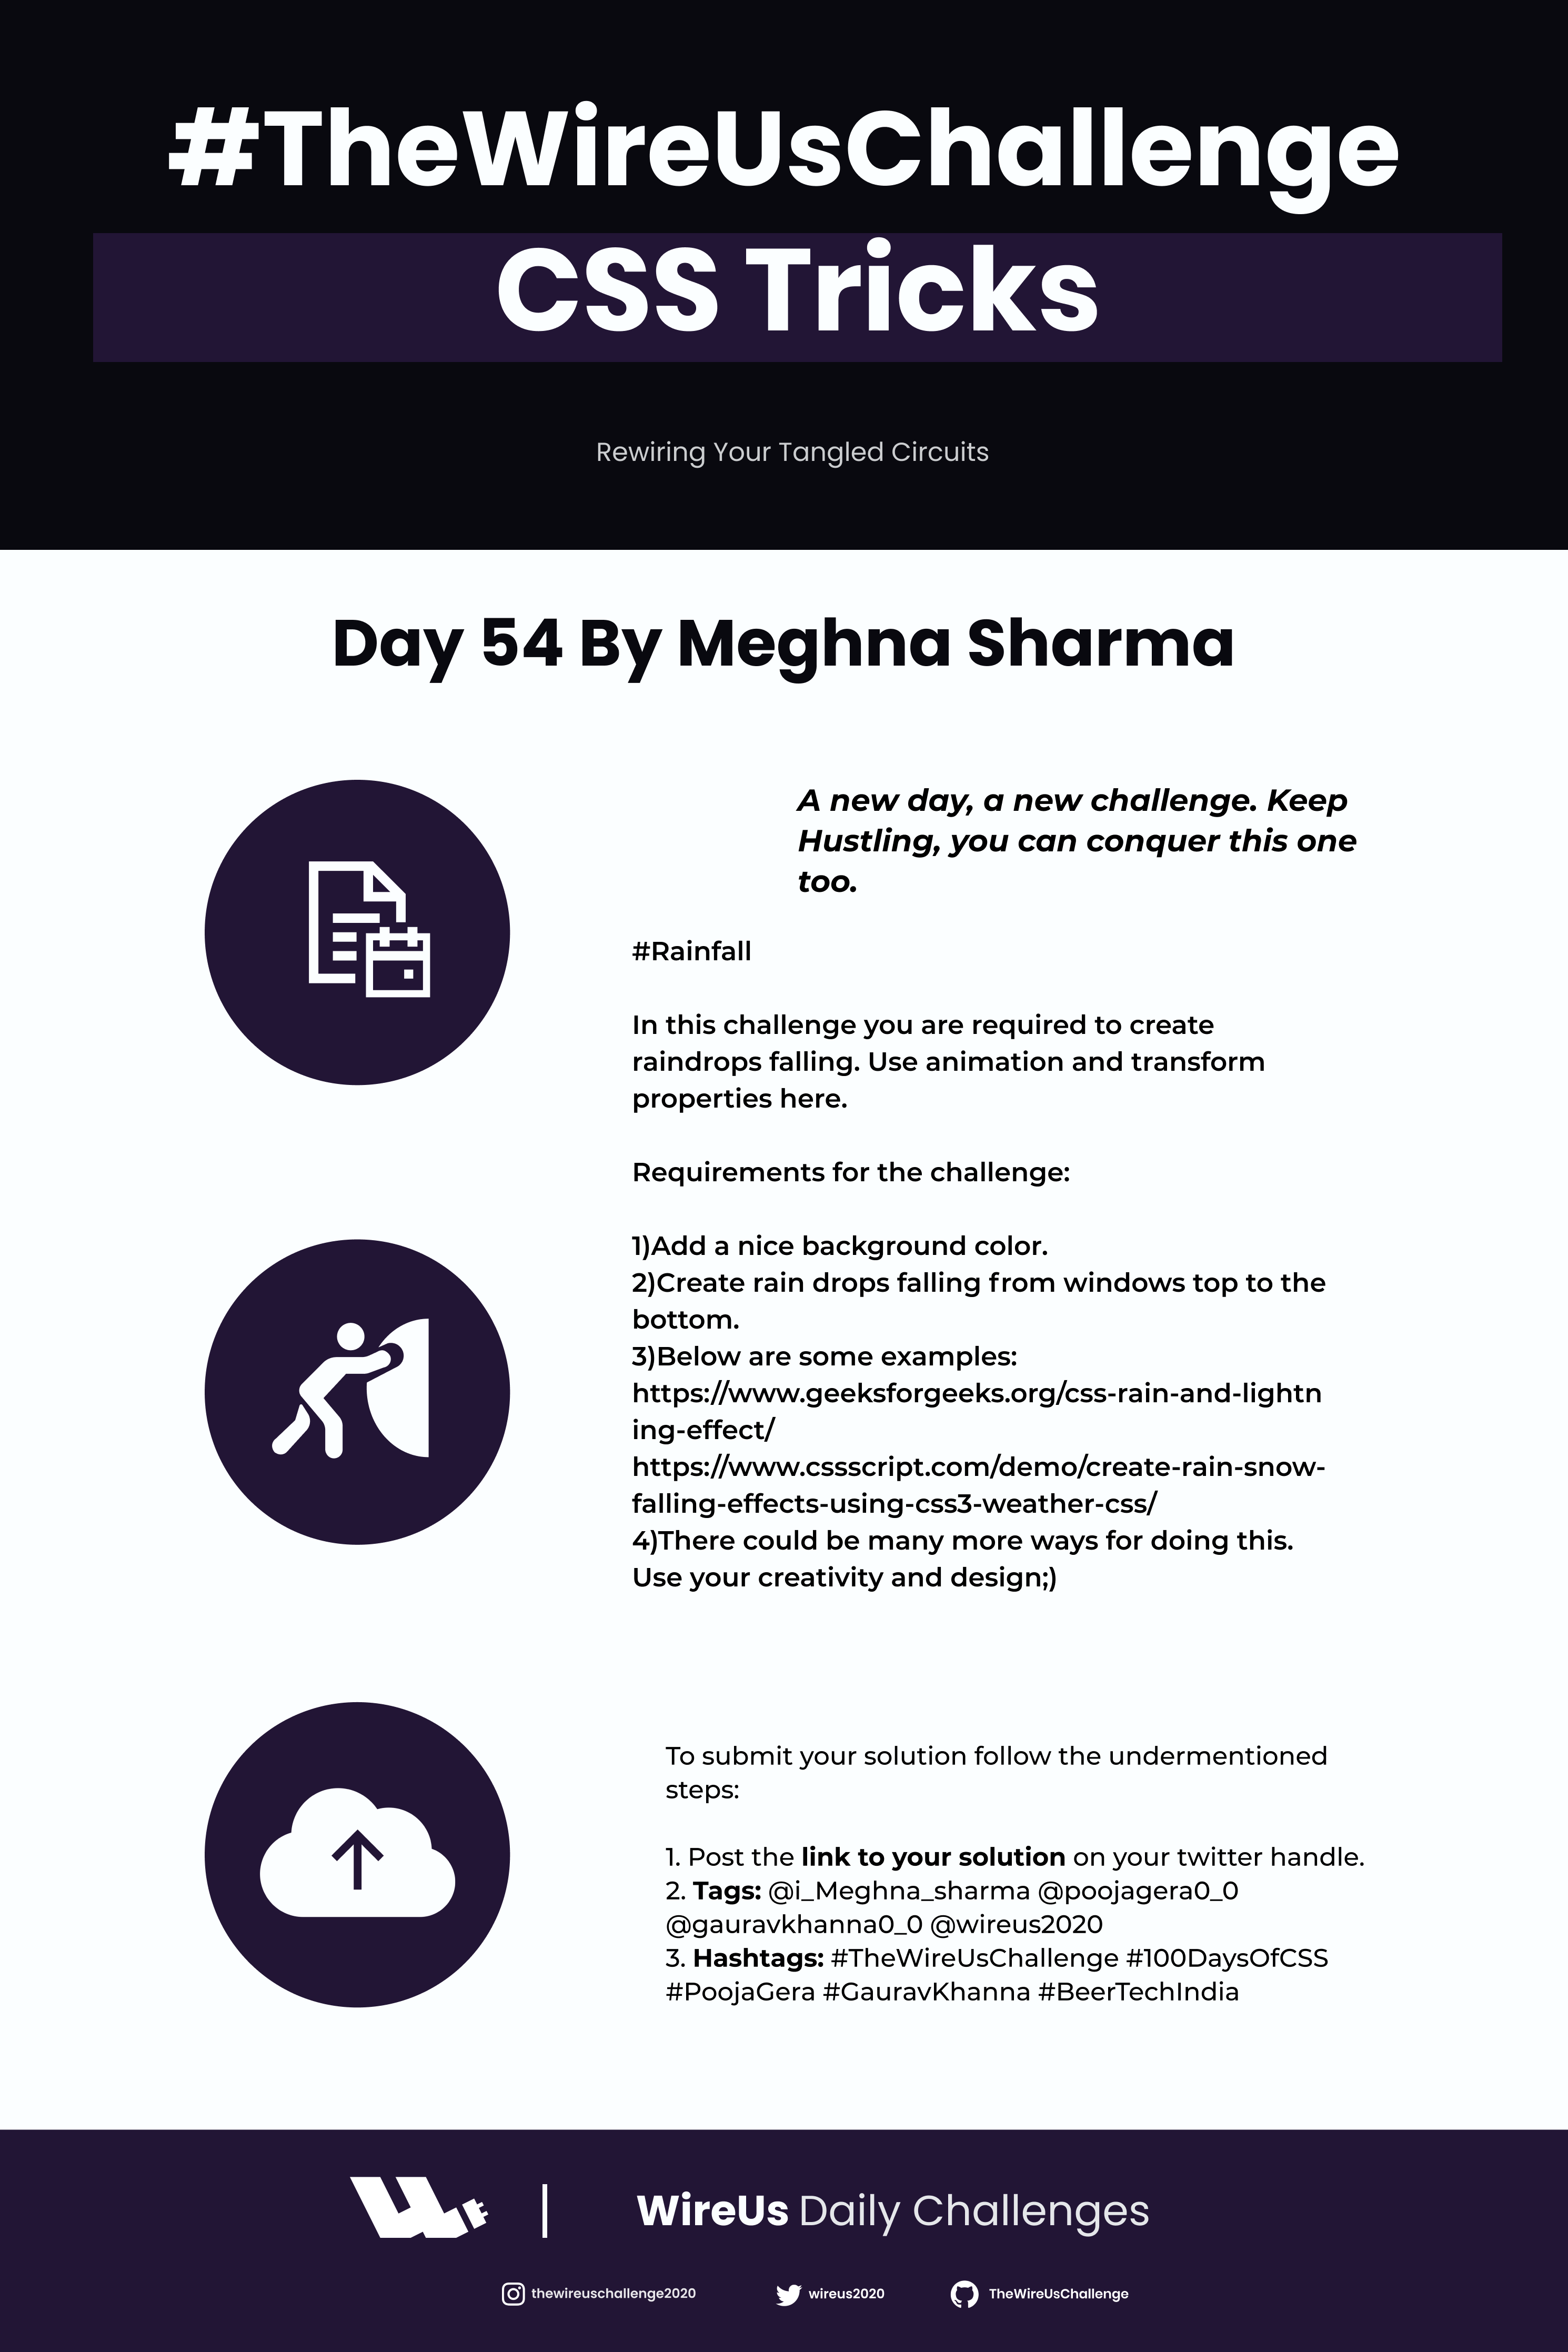 #TheWireUsChallenge
CSS Tricks
Rewiring Your Tangled Circuits
Day 54 By Meghna Sharma
A new day, a new challenge. Keep
Hustling, you can conquer this one
too.
#Rainfall
In this challenge you are required to create
raindrops falling. Use animation and transform
properties here.
Requirements for the challenge:
1)Add a nice background color.
2)Create rain drops falling from windows top to the
bottom.
3)Below are some examples:
https://www.geeksforgeeks.org/css-rain-and-lightn
ing-effect/
https://www.cssscript.com/demo/create-rain-snow-
falling-effects-using-css3-weather-css/
4)There could be many more ways for doing this.
Use your creativity and design;)
To submit your solution follow the undermentioned
steps:
1. Post the link to your solution on your twitter handle.
2. Tags: @i_Meghna_sharma @poojagera0_0
@gauravkhanna0_0 @wireus2020
3. Hashtags: #TheWireUsChallenge #100DaysOfCSS
#PoojaGera #GauravKhanna #BeerTechIndia
WireUs Daily Challenges
thewireuschallenge2020 wireus2020 TheWireUsChallenge